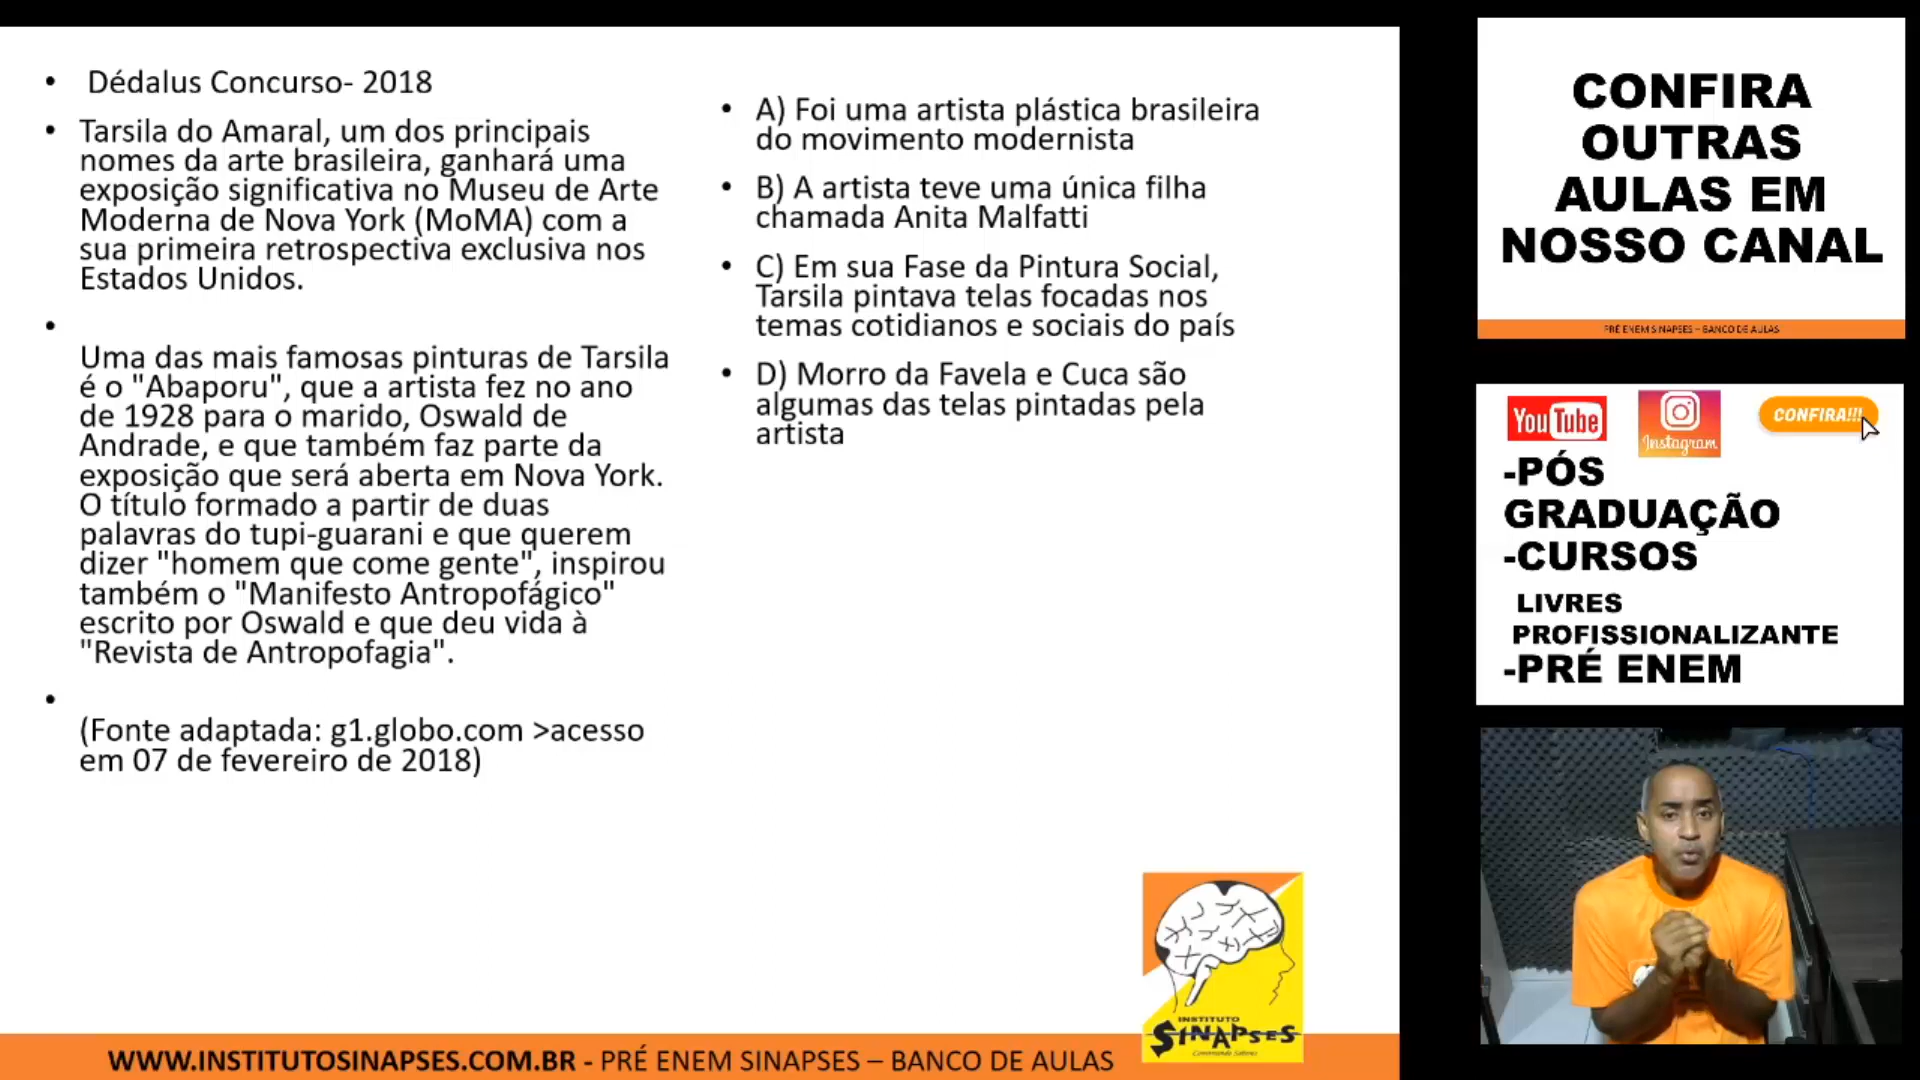 Dédalus Concurso- 2018
Tarsila do Amaral, um dos principais
nomes da arte brasileira, ganhará uma
exposição significativa no Museu de Arte
Moderna de Nova York (MoMA) com a
sua primeira retrospectiva exclusiva nos
Estados Unidos.
Uma das mais famosas pinturas de Tarsila
é o "Abaporu", que a artista fez no ano
de 1928 para o marido, Oswald de
Andrade, e que também faz parte da
exposição que será aberta em Nova York.
O título formado a partir de duas
palavras do tupi-guarani e que querem
dizer "homem que come gente", inspirou
também o "Manifesto Antropofágico"
escrito por Oswald e que deu vida à
"Revista de Antropofagia".
(Fonte adaptada: g1.globo.com >acesso
em 07 de fevereiro de 2018)
A) Foi uma artista plástica brasileira
do movimento modernista
B) A artista teve uma única filha
chamada Anita Malfatti
C) Em sua Fase da Pintura Social,
Tarsila pintava telas focadas nos
temas cotidianos e sociais do país
D) Morro da Favela e Cuca são
algumas das telas pintadas pela
artista
INSTITUTO
SINAPSES
WWW.INSTITUTOSINAPSES.COM.BR - PRÉ ENEM SINAPSES – BANCO DE AULAS
CONFIRA
OUTRAS
AULAS EM
NOSSO CANAL
PRÉ ENEM SINAPSES – BANCO DE AULAS
YouTube
Instagram
CONFIRA!!!
-PÓS
GRADUAÇÃO
-CURSOS
LIVRES
PROFISSIONALIZANTE
-PRÉ ENEM